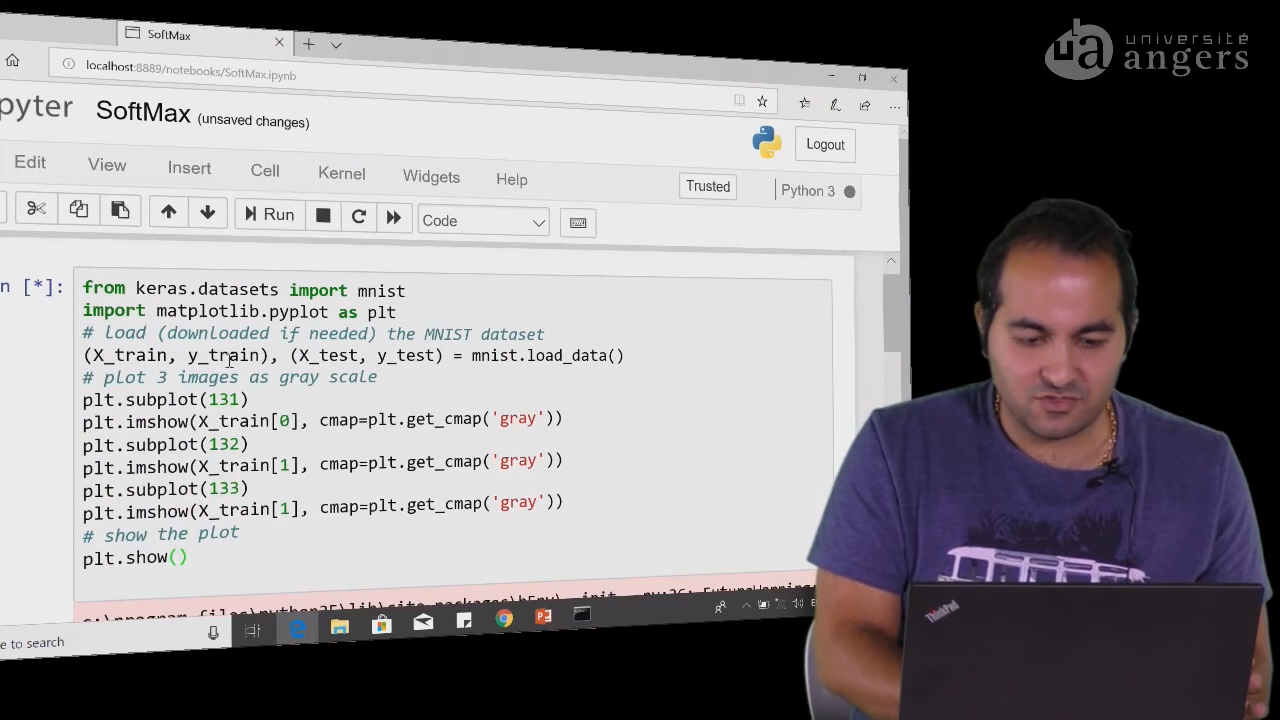 SoftMax
localhost:8889/notebooks/SoftMax.ipynb
université
angers
pyter SoftMax (unsaved changes)
Logout
Edit View Insert Cell Kernel Widgets Help
Trusted Python 3
Run Code
n [*]:
from keras.datasets import mnist
import matplotlib.pyplot as plt
# Load (downloaded if needed) the MNIST dataset
(X_train, y_train), (X_test, y_test) = mnist.load_data()
# plot 3 images as gray scale
plt.subplot(131)
plt.imshow(X_train[0], cmap=plt.get_cmap('gray'))
plt.subplot(132)
plt.imshow(X_train[1], cmap=plt.get_cmap('gray'))
plt.subplot(133)
plt.imshow(X_train[1], cmap=plt.get_cmap('gray'))
# show the plot
plt.show()
e to search
ThinkPad